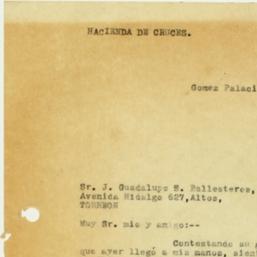 HACIENDA DE CRUCES.
Gomez Palaci
Sr. J. Guadalupe S. Ballesteros,
Avenida Hidalgo 627, Altos,
TORREON
Muy Sr. mio y amigo:--
Contestando su
que ayer llegó a mis manos,